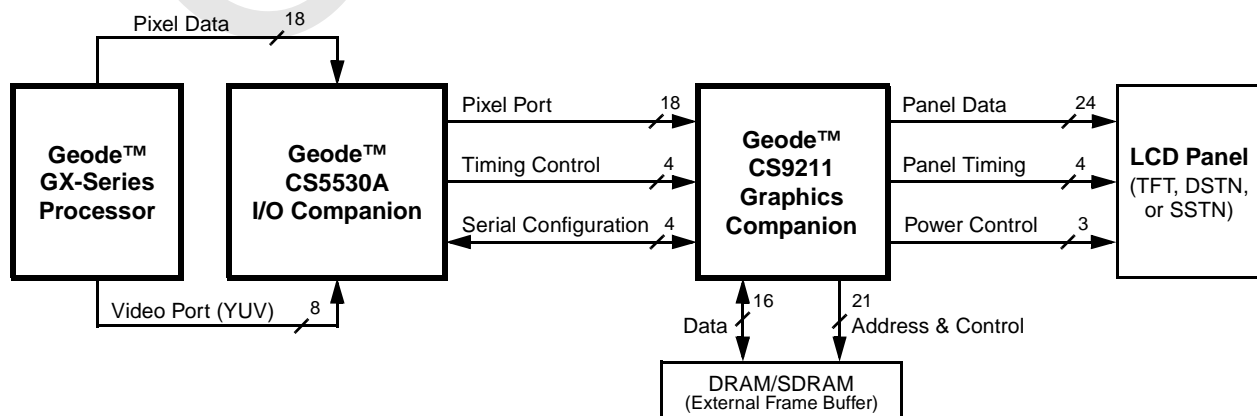 Pixel Data
18
Geode™
GX-Series
Processor
Geode™
CS5530A
I/O Companion
Video Port (YUV)
8
Pixel Port
18
Timing Control
4
Serial Configuration
4
Geode™
CS9211
Graphics
Companion
Panel Data
24
Panel Timing
4
Power Control
3
LCD Panel
(TFT, DSTN,
or SSTN)
Data
16
21
Address & Control
DRAM/SDRAM
(External Frame Buffer)